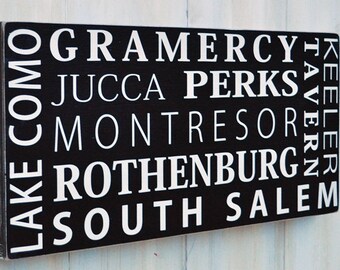 LAKE COMO
GRAMERCY
JUCCA PERKS
MONTRESOR
ROTHENBURG
SOUTH SALEM
TAVERN
KEELER